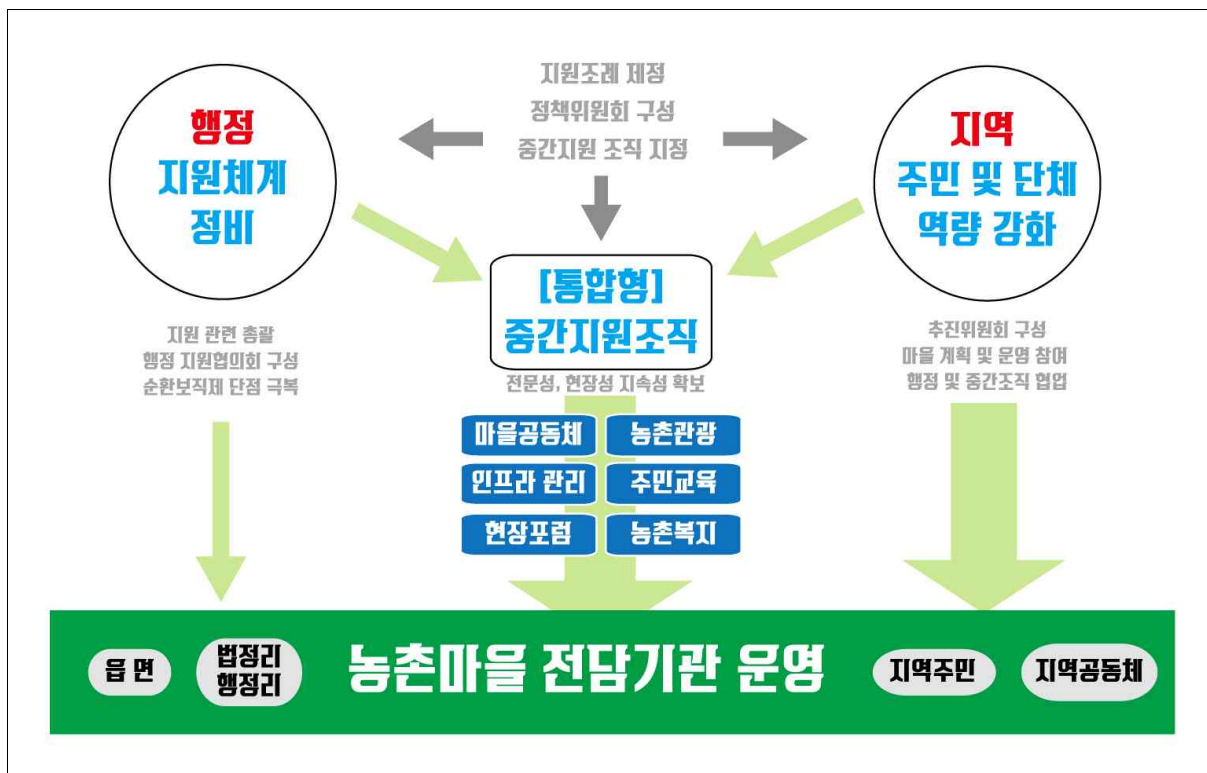 지원조례 제정
정책위원회 구성
중간지원 조직 지정
행정
지원체계
정비
지역
주민 및 단체
역량 강화
[통합형]
중간지원조직
지원 관련 총괄
행정 지원협의회 구성
순환보직제 단점 극복
전문성, 현장성 지속성 확보
추진위원회 구성
마을 계획 및 운영 참여
행정 및 중간조직 협업
마을공동체 농촌관광
인프라 관리 주민교육
현장포럼 농촌복지
읍 면
법정리
행정리
농촌마을 전담기관 운영
지역주민
지역공동체